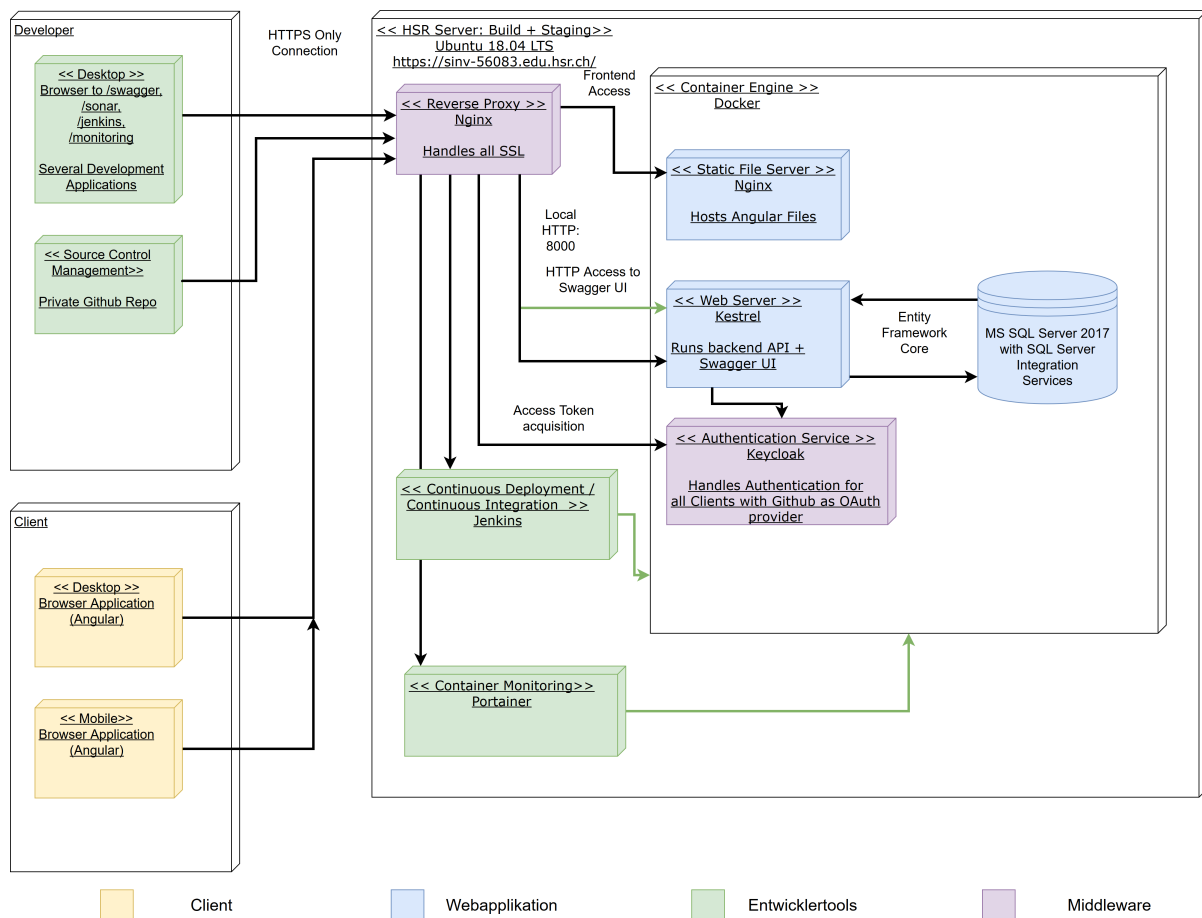 Developer
<< Desktop >>
Browser to /swagger,
/sonar,
/jenkins,
/monitoring
Several Development
Applications
<< Source Control
Management>>
Private Github Repo
HTTPS Only
Connection
Client
<< Desktop >>
Browser Application
(Angular)
<< Mobile>>
Browser Application
(Angular)
<< HSR Server: Build + Staging>>
Ubuntu 18.04 LTS
https://sinv-56083.edu.hsr.ch/
<< Reverse Proxy >>
Nginx
Handles all SSL
Frontend
Access
<< Container Engine >>
Docker
<< Static File Server >>
Nginx
Hosts Angular Files
Local
HTTP:
8000
HTTP Access to
Swagger UI
<< Web Server >>
Kestrel
Runs backend API +
Swagger UI
Entity
Framework
Core
MS SQL Server 2017
with SQL Server
Integration
Services
Access Token
acquisition
<< Authentication Service >>
Keycloak
Handles Authentication for
all Clients with Github as OAuth
provider
<< Continuous Deployment /
Continuous Integration  >>
Jenkins
<< Container Monitoring>>
Portainer
Client
Webapplikation
Entwicklertools
Middleware